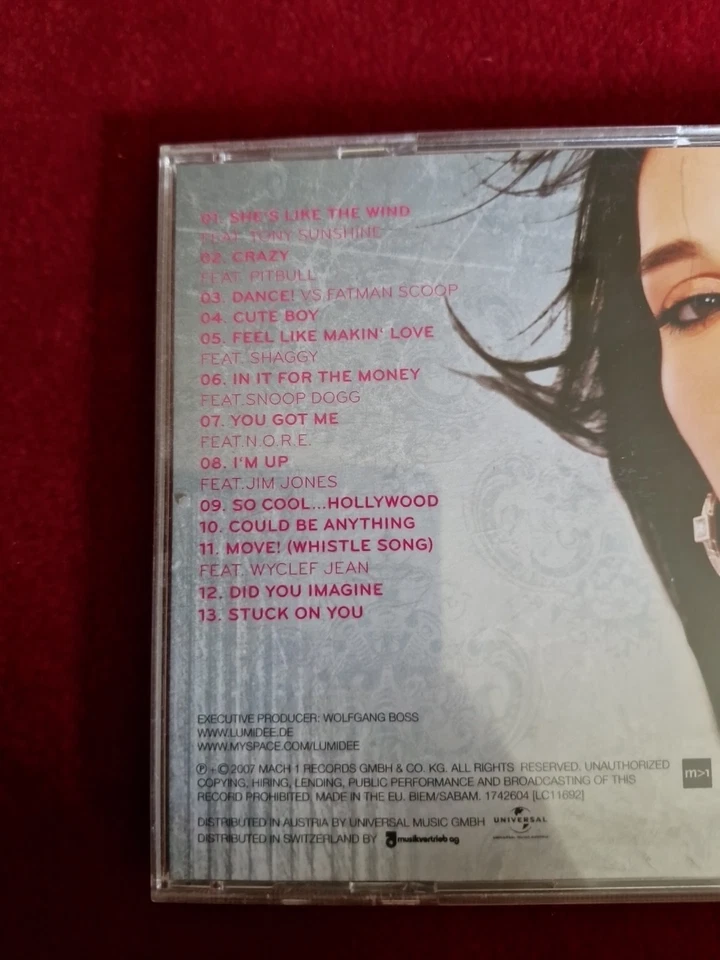 01. SHE'S LIKE THE WIND
FEAT. TONY SUNSHINE
02. CRAZY
FEAT. PITBULL
03. DANCE! VS FATMAN SCOOP
04. CUTE BOY
05. FEEL LIKE MAKIN' LOVE
FEAT. SHAGGY
06. IN IT FOR THE MONEY
FEAT.SNOOP DOGG
07. YOU GOT ME
FEAT.N.O.R.E.
08. I'M UP
FEAT.JIM JONES
09. SO COOL...HOLLYWOOD
10. COULD BE ANYTHING
11. MOVE! (WHISTLE SONG)
FEAT. WYCLEF JEAN
12. DID YOU IMAGINE
13. STUCK ON YOU
EXECUTIVE PRODUCER: WOLFGANG BOSS
WWW.LUMIDEE.DE
WWW.MYSPACE.COM/LUMIDEE
℗ + © 2007 MACH 1 RECORDS GMBH & CO. KG. ALL RIGHTS RESERVED. UNAUTHORIZED
COPYING, HIRING, LENDING, PUBLIC PERFORMANCE AND BROADCASTING OF THIS
RECORD PROHIBITED. MADE IN THE EU. BIEM/SABAM. 1742604 [LC11892]
m>1
DISTRIBUTED IN AUSTRIA BY UNIVERSAL MUSIC GMBH UNIVERSAL
DISTRIBUTED IN SWITZERLAND BY musikvertrieb ag